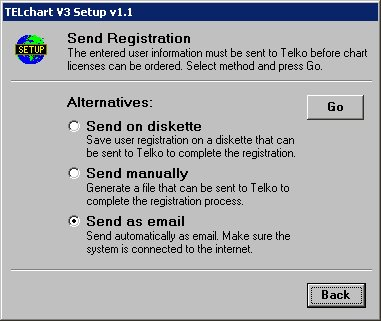 TELchart V3 Setup v1.1
SETUP
Send Registration
The entered user information must be sent to Telko before chart
licenses can be ordered. Select method and press Go.
Alternatives:
Go
Send on diskette
Save user registration on a diskette that can
be sent to Telko to complete the registration.
Send manually
Generate a file that can be sent to Telko to
complete the registration process.
Send as email
Send automatically as email. Make sure the
system is connected to the internet.
Back